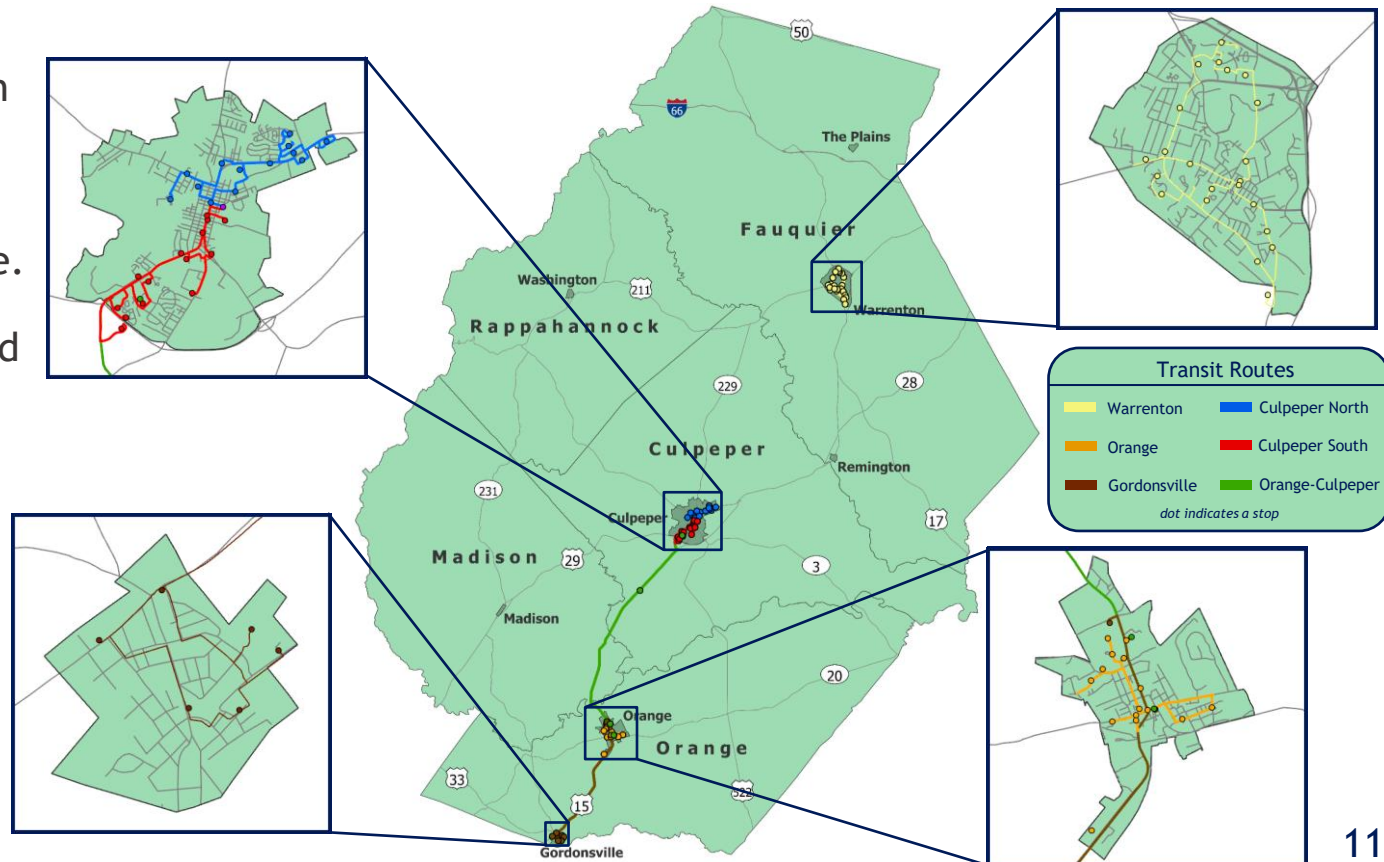 n
e.
d
50
66
The Plains
Fauquier
Washington
211
Warrenton
Rappahannock
229
28
Culpeper
Remington
231
Culpeper
17
Madison
29
3
Madison
20
Orange
Orange
33
522
15
Gordonsville
Transit Routes
Warrenton
Culpeper North
Orange
Culpeper South
Gordonsville
Orange-Culpeper
dot indicates a stop
11